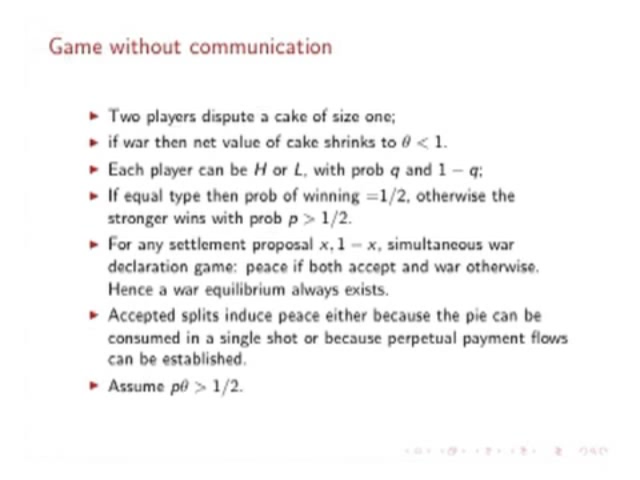 Game without communication
► Two players dispute a cake of size one;
► if war then net value of cake shrinks to θ < 1.
► Each player can be H or L, with prob q and 1 − q;
► If equal type then prob of winning =1/2, otherwise the
stronger wins with prob p > 1/2.
► For any settlement proposal x, 1 − x, simultaneous war
declaration game: peace if both accept and war otherwise.
Hence a war equilibrium always exists.
► Accepted splits induce peace either because the pie can be
consumed in a single shot or because perpetual payment flows
can be established.
► Assume pθ > 1/2.